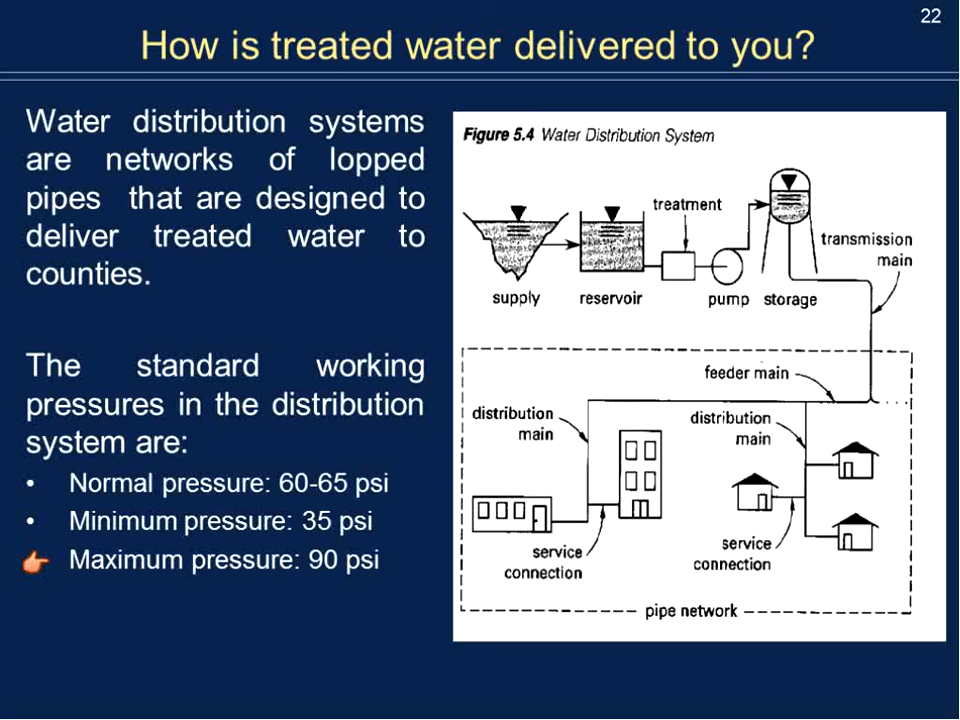 22
How is treated water delivered to you?
Water distribution systems
are networks of lopped
pipes that are designed to
deliver treated water to
counties.
The standard working
pressures in the distribution
system are:
• Normal pressure: 60-65 psi
• Minimum pressure: 35 psi
Maximum pressure: 90 psi
Figure 5.4 Water Distribution System
treatment
transmission
main
supply
reservoir
pump
storage
feeder main
distribution
main
distribution
main
service
connection
service
connection
pipe network